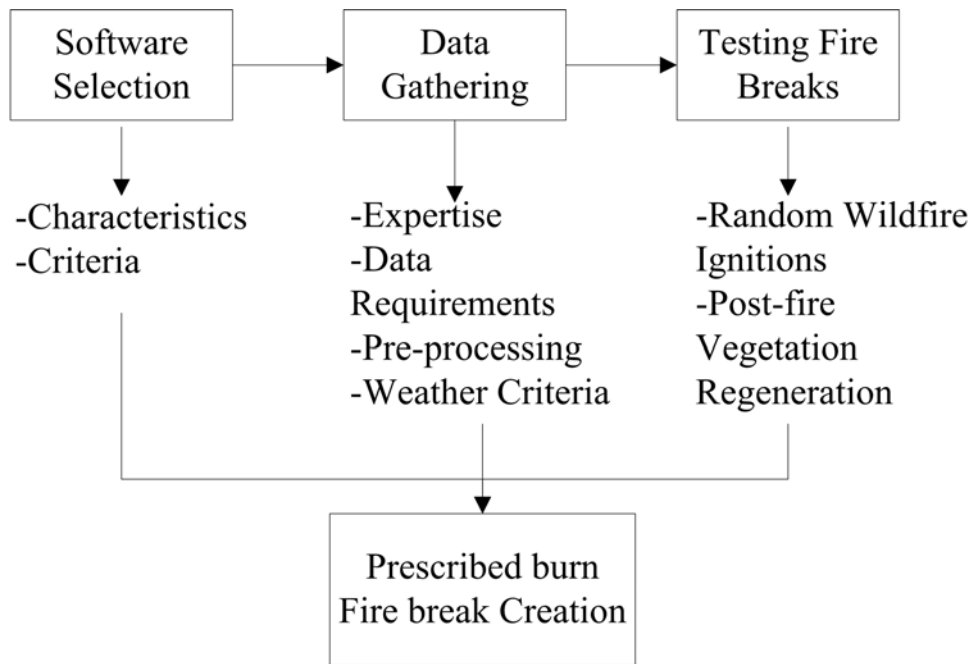 Software
Selection
Data
Gathering
Testing Fire
Breaks
-Characteristics
-Criteria
-Expertise
-Data
Requirements
-Pre-processing
-Weather Criteria
-Random Wildfire
Ignitions
-Post-fire
Vegetation
Regeneration
Prescribed burn
Fire break Creation